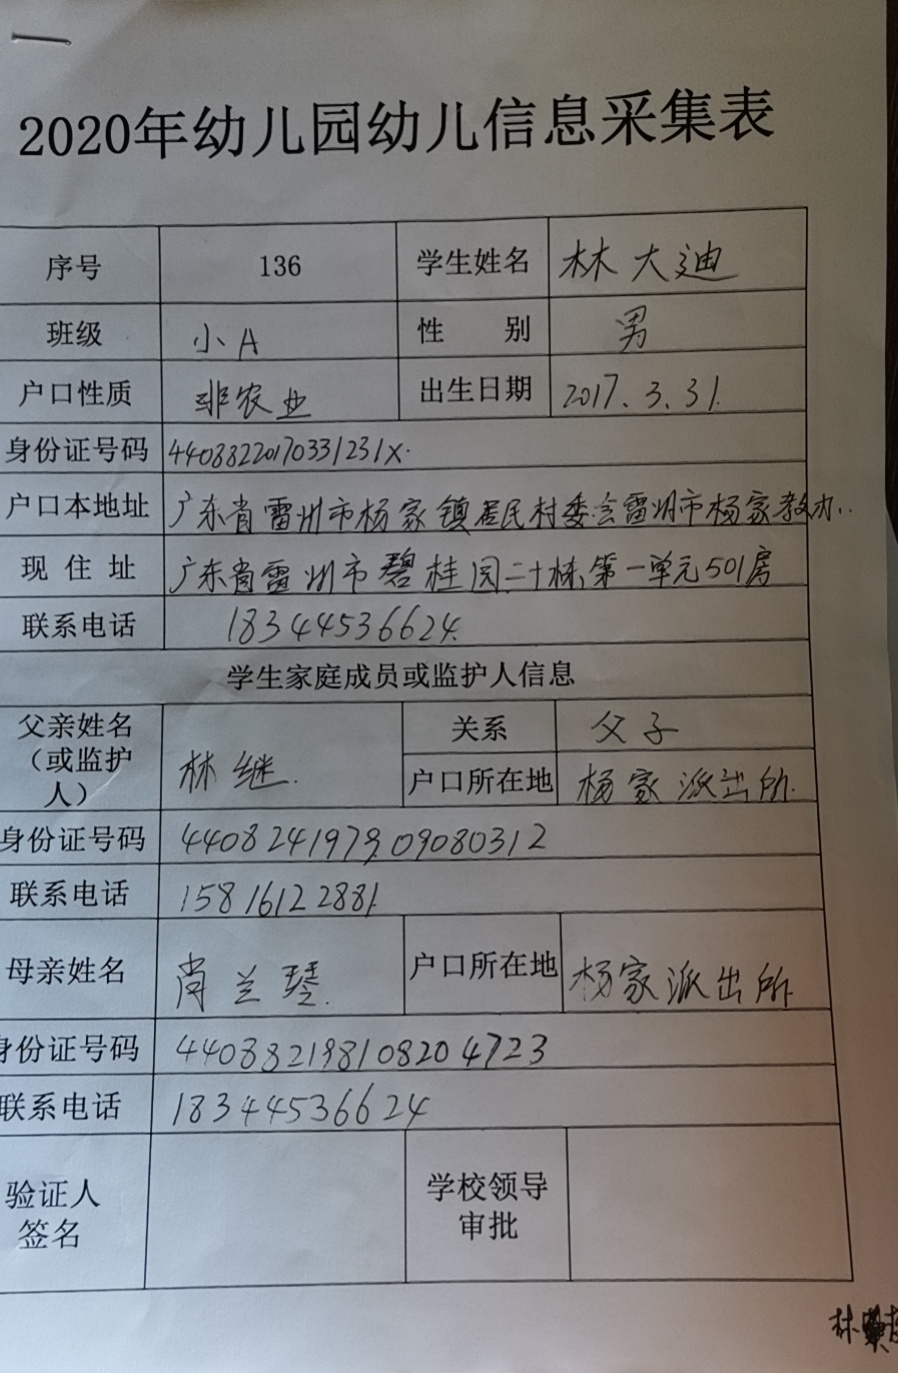 2020年幼儿园幼儿信息采集表
序号 136 学生姓名 林大迪
班级 小A 性 别 男
户口性质 非农业 出生日期 2017.3.31.
身份证号码 44088220170331231X.
户口本地址 广东省雷州市杨家镇居民村委会雷州市杨家教办..
现 住 址 广东省雷州市碧桂园二十栋第一单元501房
联系电话 18344536624.
学生家庭成员或监护人信息
父亲姓名 关系 父子
（或监护 林继.
人） 户口所在地 杨家派出所.
身份证号码 440824197909080312
联系电话 15816122881
母亲姓名 肖兰琴. 户口所在地 杨家派出所
身份证号码 440882198108204723
联系电话 18344536624
验证人 学校领导
签名 审批
林